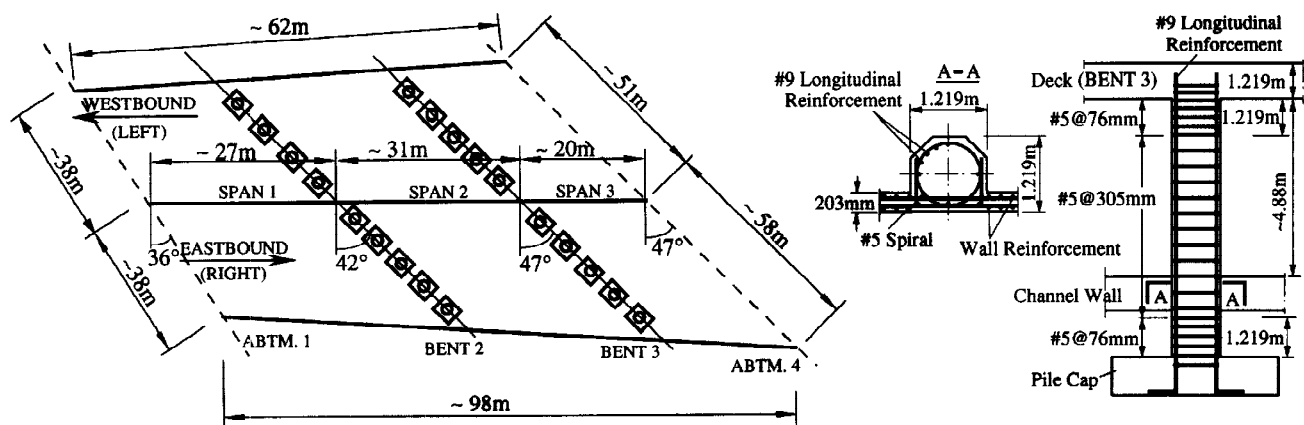 ~ 62m
WESTBOUND
(LEFT)
~ 51m
~38m
~ 27m
~ 31m
~ 20m
SPAN 1
SPAN 2
SPAN 3
36°
EASTBOUND
(RIGHT)
42°
47°
47°
~38m
~ 58m
ABTM. 1
BENT 2
BENT 3
ABTM. 4
~ 98m
#9 Longitudinal
Reinforcement
A-A
1.219m
1.219m
203mm
#5 Spiral
Wall Reinforcement
#9 Longitudinal
Reinforcement
Deck (BENT 3)
1.219m
#5@76mm
1.219m
#5@305mm
~4.88m
Channel Wall
A
A
#5@76mm
1.219m
Pile Cap